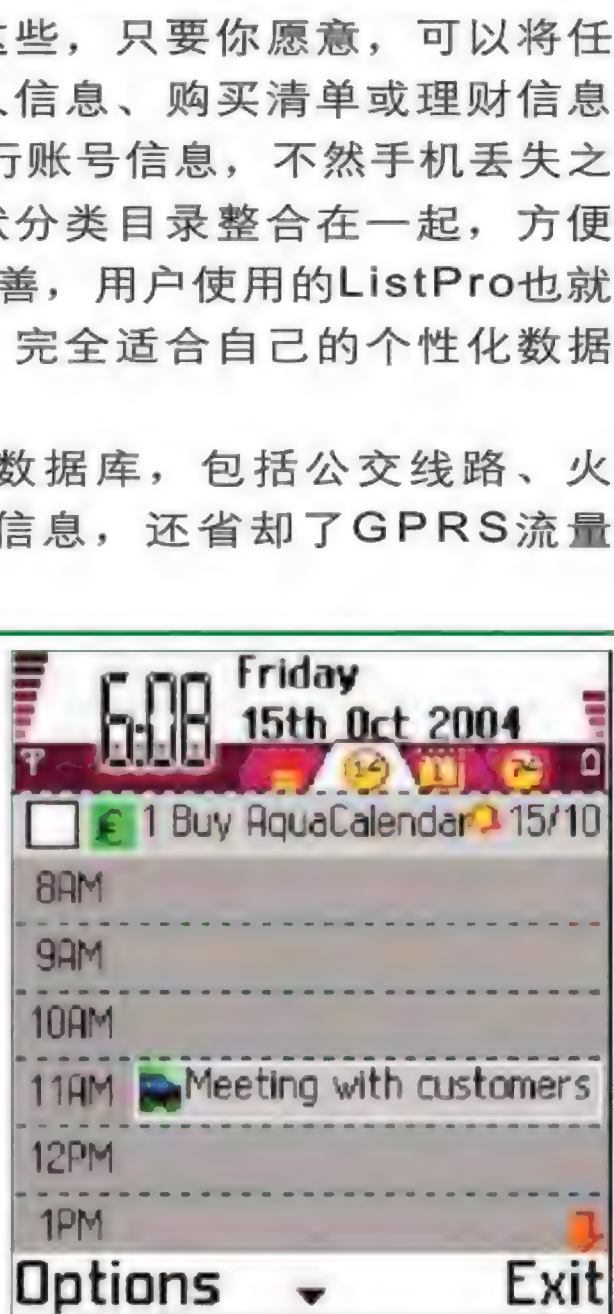 这些，只要你愿意，可以将任
人信息、购买清单或理财信息
行账号信息，不然手机丢失之
状分类目录整合在一起，方便
善，用户使用的ListPro也就
完全适合自己的个性化数据
数据库，包括公交线路、火
信息，还省却了GPRS流量
6:08
Friday
15th Oct 2004
1 Buy AquaCalendar 15/10
8AM
9AM
10AM
11AM Meeting with customers
12PM
1PM
Options Exit